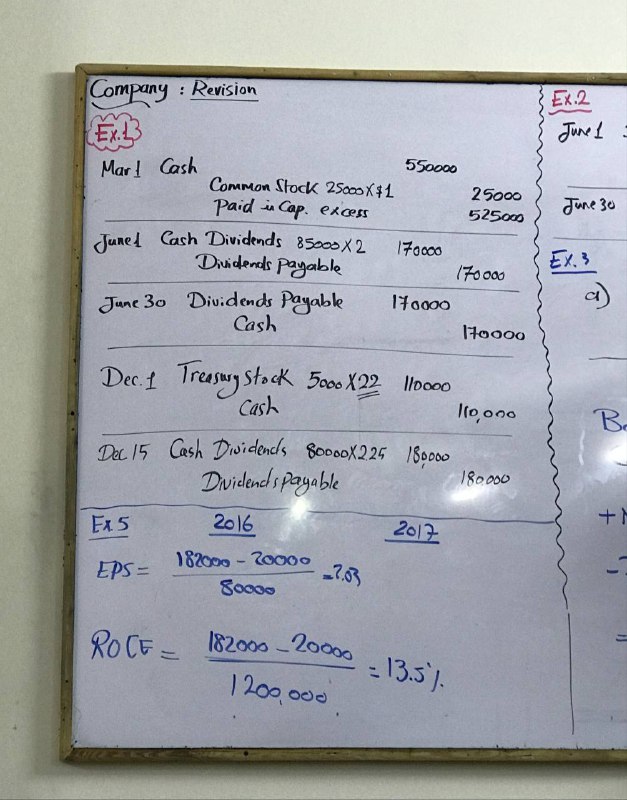 Company : Revision
Ex.1
Mar 1 Cash 550000
Common Stock 25000 X $1 25000
Paid in Cap. excess 525000
June 1 Cash Dividends 85000 X 2 170000
Dividends Payable 170000
June 30 Dividends Payable 170000
Cash 170000
Dec. 1 Treasury Stock 5000 X 22 110000
Cash 110,000
Dec 15 Cash Dividends 80000 X 2.25 180,000
Dividends Payable 180000
Ex 5 2016 2017
EPS = 182000 - 20000
80000
= 2.03
ROCE = 182000 - 20000
1200,000
= 13.5%
Ex.2
June 1
June 30
Ex.3
a)